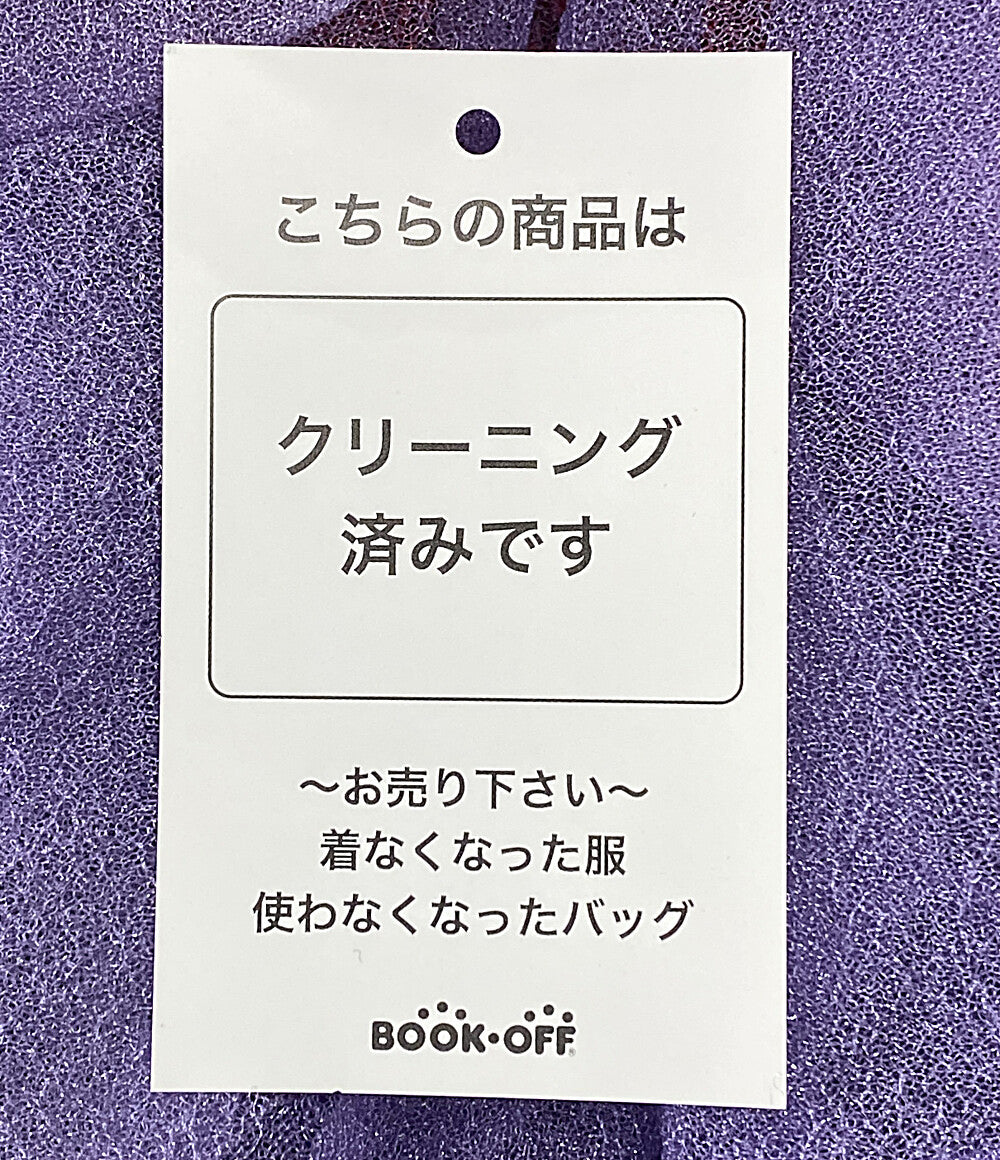 こちらの商品は
クリーニング
済みです
〜お売り下さい〜
着なくなった服
使わなくなったバッグ
BOOK・OFF